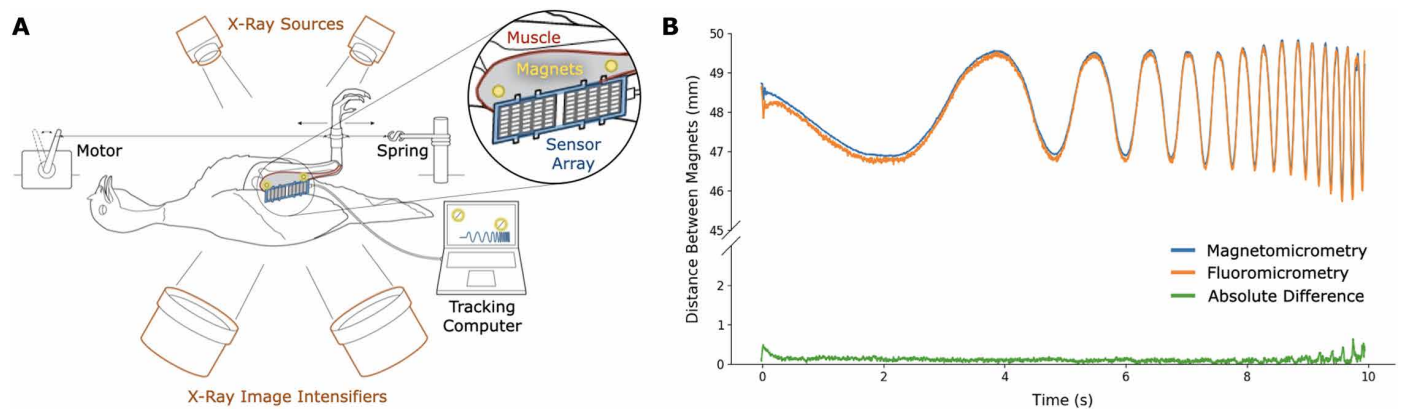 A
X-Ray Sources
Muscle
Magnets
Sensor
Array
Motor
Spring
Tracking
Computer
X-Ray Image Intensifiers
B
Distance Between Magnets (mm)
50
49
48
47
46
45
2
1
0
Magnetomicrometry
Fluoromicrometry
Absolute Difference
0 2 4 6 8 10
Time (s)